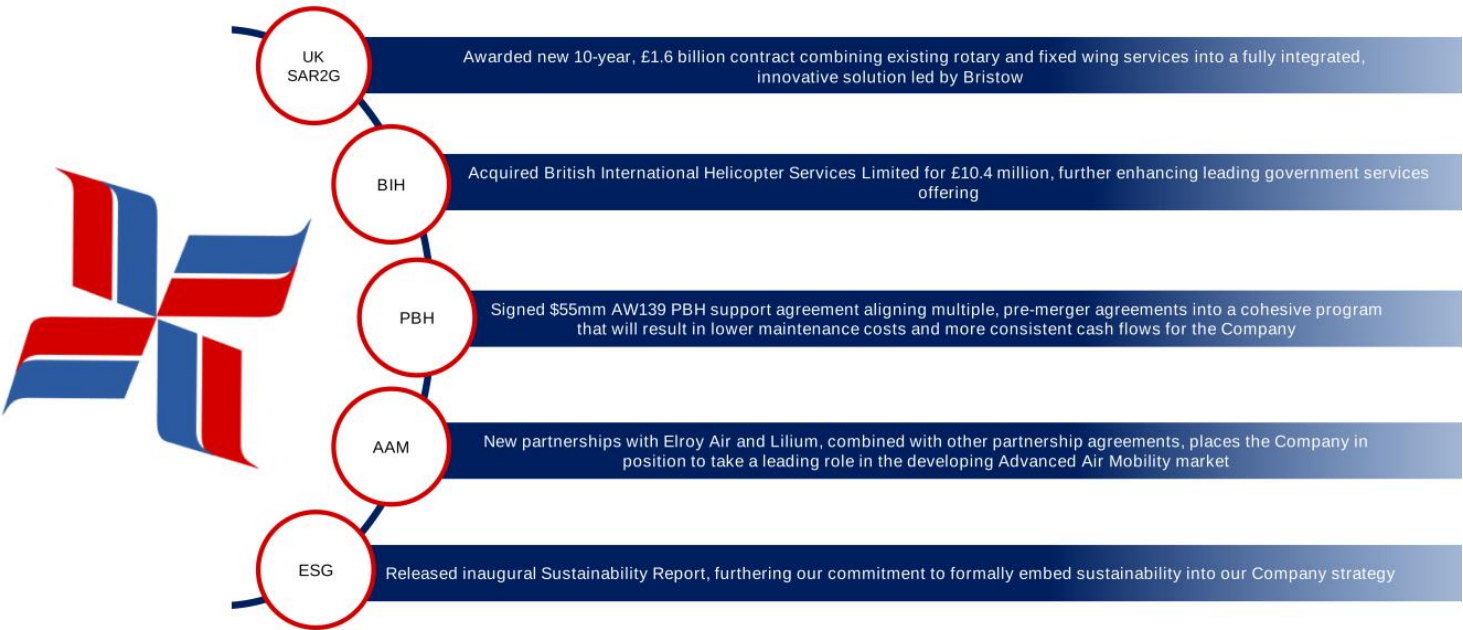 UK
SAR2G
Awarded new 10-year, £1.6 billion contract combining existing rotary and fixed wing services into a fully integrated,
innovative solution led by Bristow
BIH
Acquired British International Helicopter Services Limited for £10.4 million, further enhancing leading government services
offering
PBH
Signed $55mm AW139 PBH support agreement aligning multiple, pre-merger agreements into a cohesive program
that will result in lower maintenance costs and more consistent cash flows for the Company
AAM
New partnerships with Elroy Air and Lilium, combined with other partnership agreements, places the Company in
position to take a leading role in the developing Advanced Air Mobility market
ESG
Released inaugural Sustainability Report, furthering our commitment to formally embed sustainability into our Company strategy